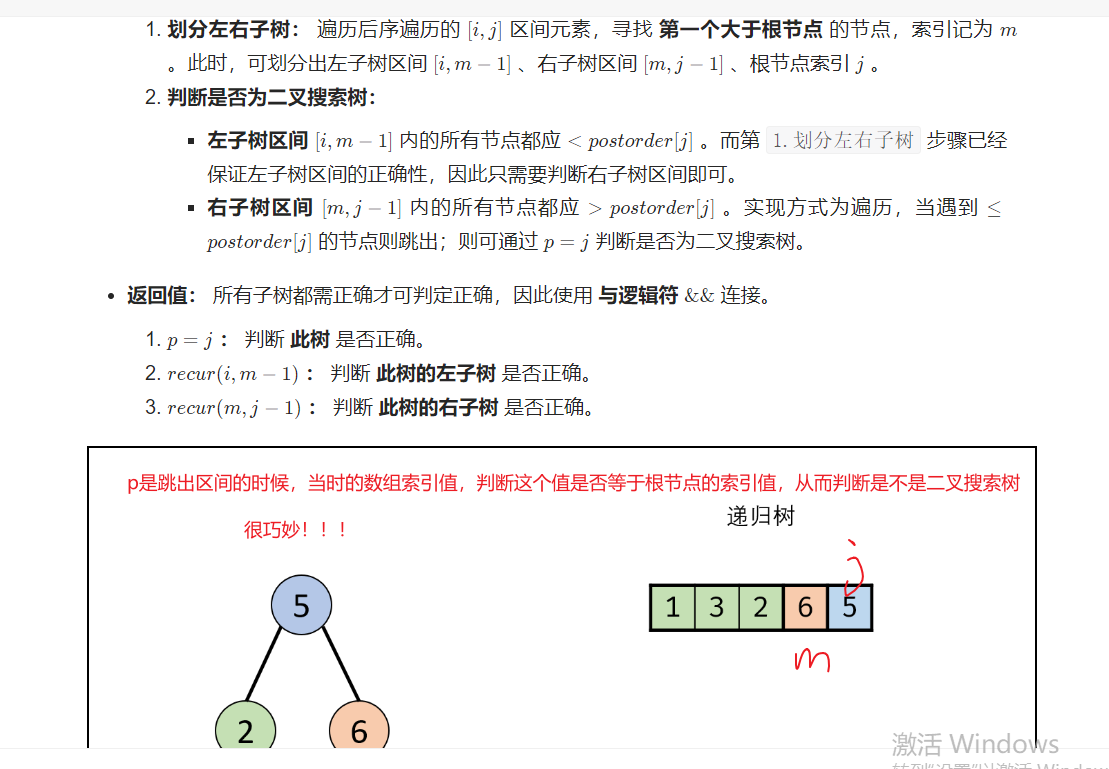 1. 划分左右子树： 遍历后序遍历的 [i, j] 区间元素，寻找 第一个大于根节点 的节点，索引记为 m
。此时，可划分出左子树区间 [i, m − 1] 、右子树区间 [m, j − 1] 、根节点索引 j 。
2. 判断是否为二叉搜索树：
▪ 左子树区间 [i, m − 1] 内的所有节点都应 < postorder[j] 。而第 1.划分左右子树 步骤已经
保证左子树区间的正确性，因此只需要判断右子树区间即可。
▪ 右子树区间 [m, j − 1] 内的所有节点都应 > postorder[j] 。实现方式为遍历，当遇到 ≤
postorder[j] 的节点则跳出；则可通过 p = j 判断是否为二叉搜索树。
• 返回值： 所有子树都需正确才可判定正确，因此使用 与逻辑符 && 连接。
1. p = j ： 判断 此树 是否正确。
2. recur(i, m − 1) ： 判断 此树的左子树 是否正确。
3. recur(m, j − 1) ： 判断 此树的右子树 是否正确。
p是跳出区间的时候，当时的数组索引值，判断这个值是否等于根节点的索引值，从而判断是不是二叉搜索树
很巧妙！！！
递归树
j
1 3 2 6 5
m
5
2 6
激活 Windows
转到"设置"以激活 Windows